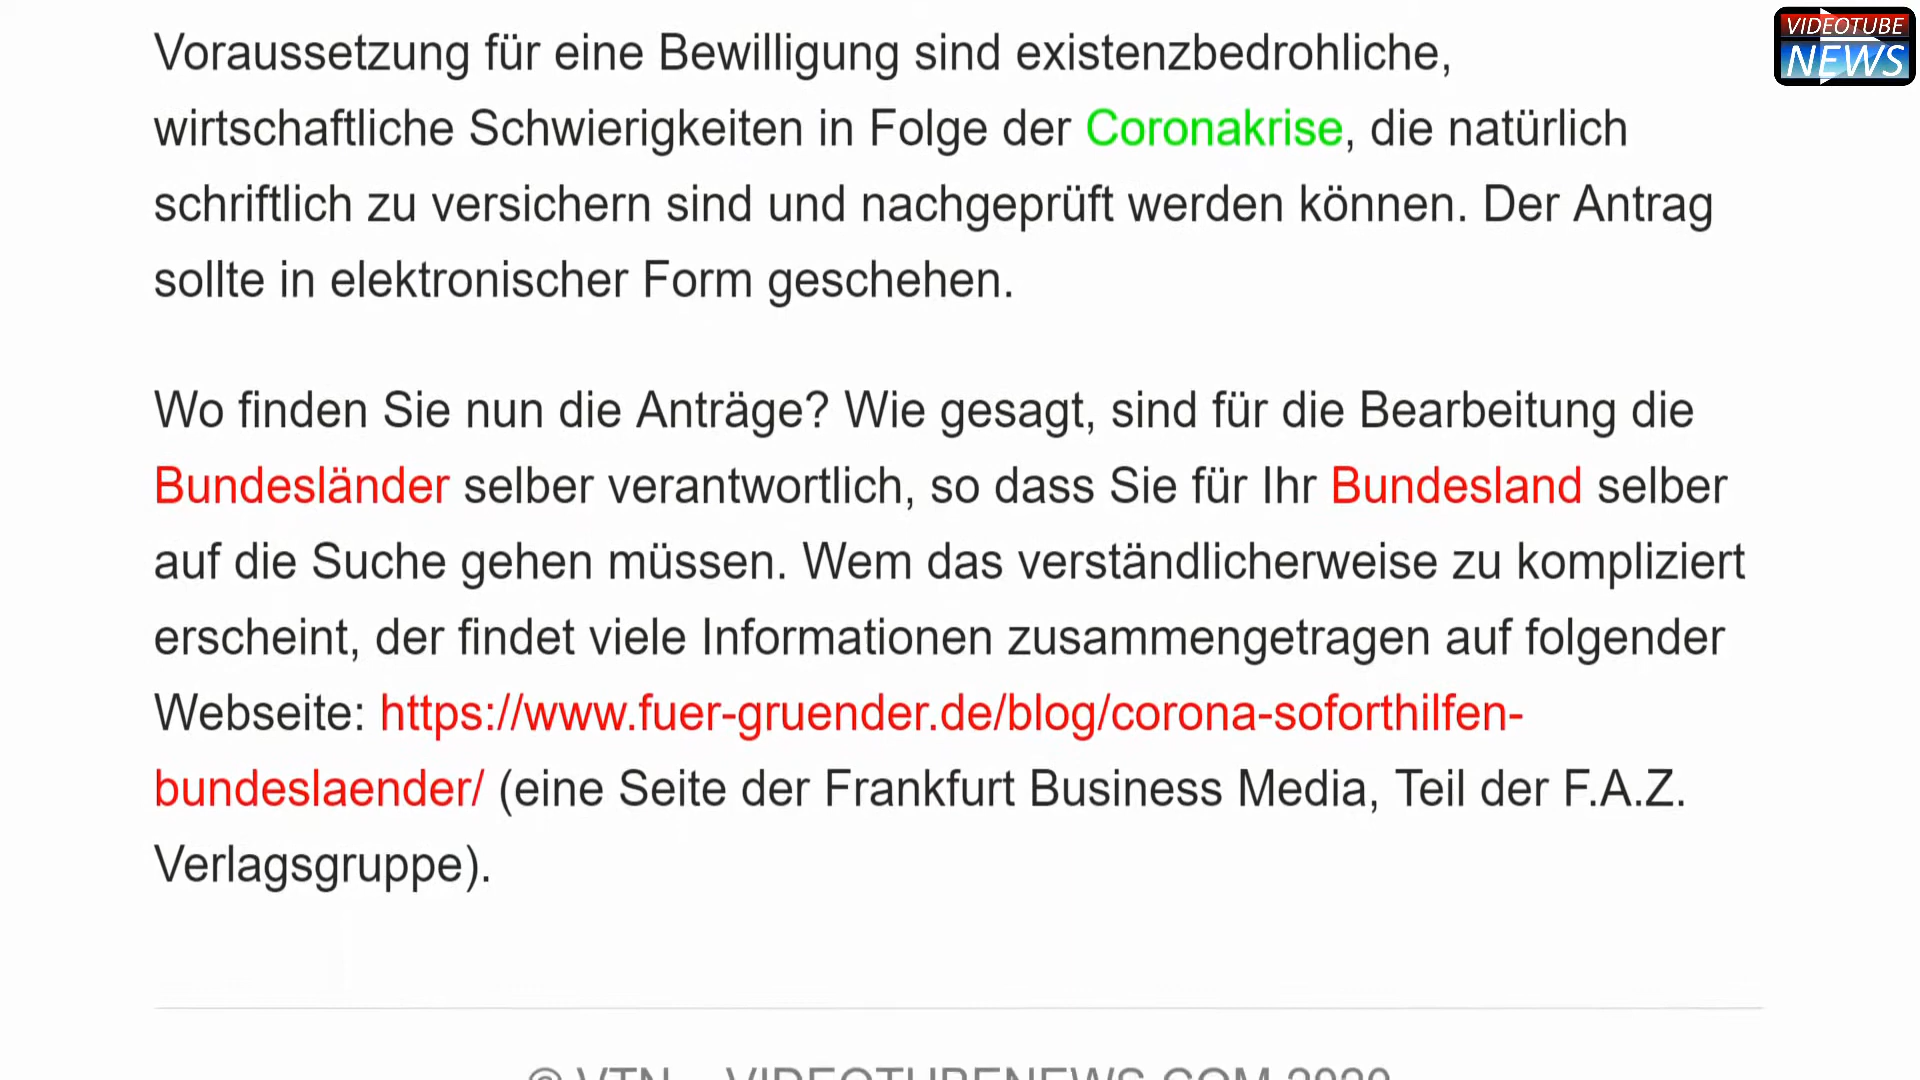 VIDEOTUBE
NEWS
Voraussetzung für eine Bewilligung sind existenzbedrohliche,
wirtschaftliche Schwierigkeiten in Folge der Coronakrise, die natürlich
schriftlich zu versichern sind und nachgeprüft werden können. Der Antrag
sollte in elektronischer Form geschehen.
Wo finden Sie nun die Anträge? Wie gesagt, sind für die Bearbeitung die
Bundesländer selber verantwortlich, so dass Sie für Ihr Bundesland selber
auf die Suche gehen müssen. Wem das verständlicherweise zu kompliziert
erscheint, der findet viele Informationen zusammengetragen auf folgender
Webseite: https://www.fuer-gruender.de/blog/corona-soforthilfen-
bundeslaender/ (eine Seite der Frankfurt Business Media, Teil der F.A.Z.
Verlagsgruppe).
© VTN – VIDEOTUBENEWS.COM 2020